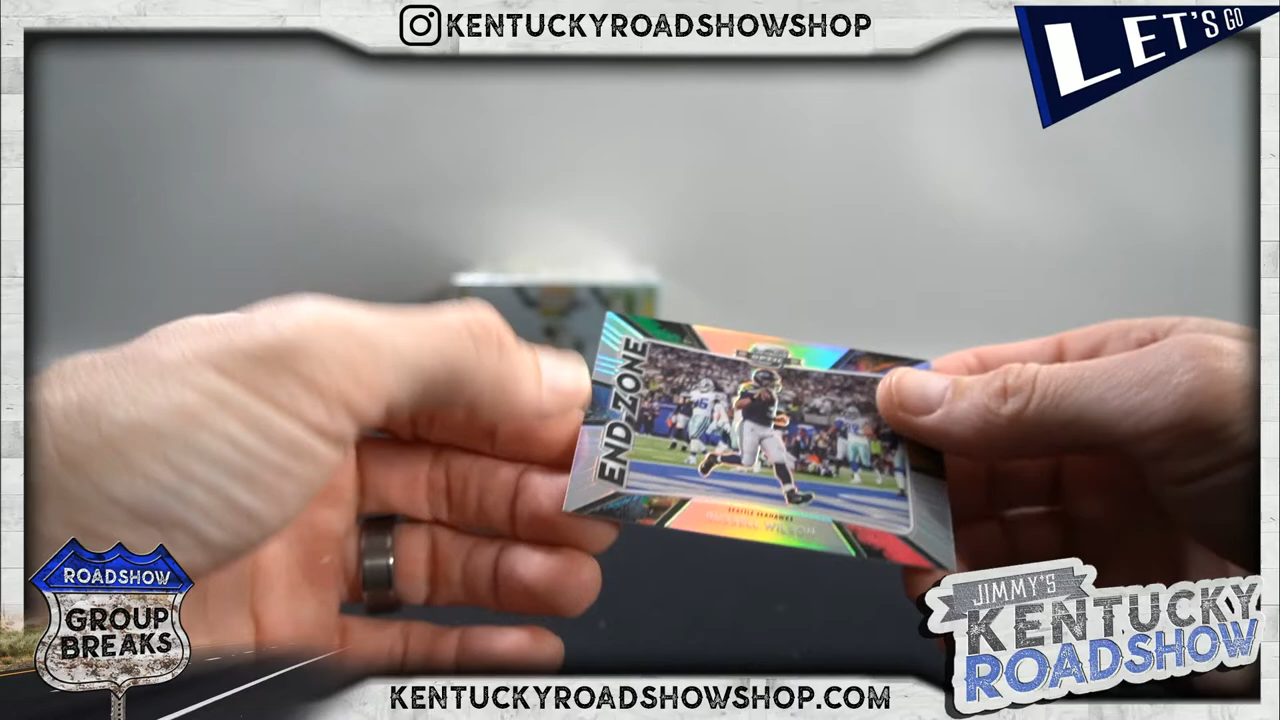 KENTUCKYROADSHOWSHOP
LET'S GO
END ZONE
SEATTLE SEAHAWKS
RUSSELL WILSON
ROADSHOW
GROUP
BREAKS
JIMMY'S
KENTUCKY
ROADSHOW
KENTUCKYROADSHOWSHOP.COM